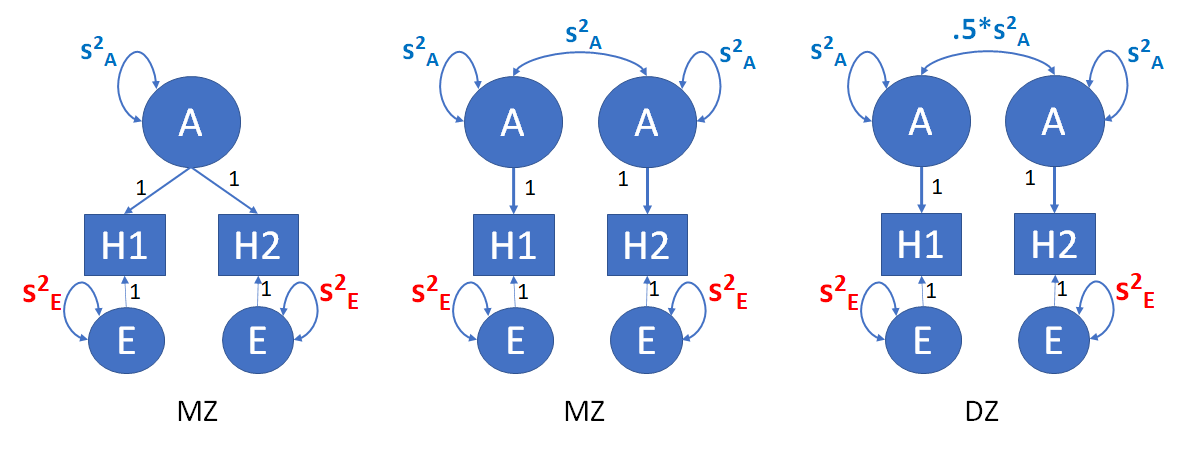 s²A s²A .5*s²A
s²A s²A s²A s²A
A A A A A
1 1 1 1 1 1
H1 H2 H1 H2 H1 H2
s²E 1 1 s²E s²E 1 1 s²E s²E 1 1 s²E
E E E E E E
MZ MZ DZ